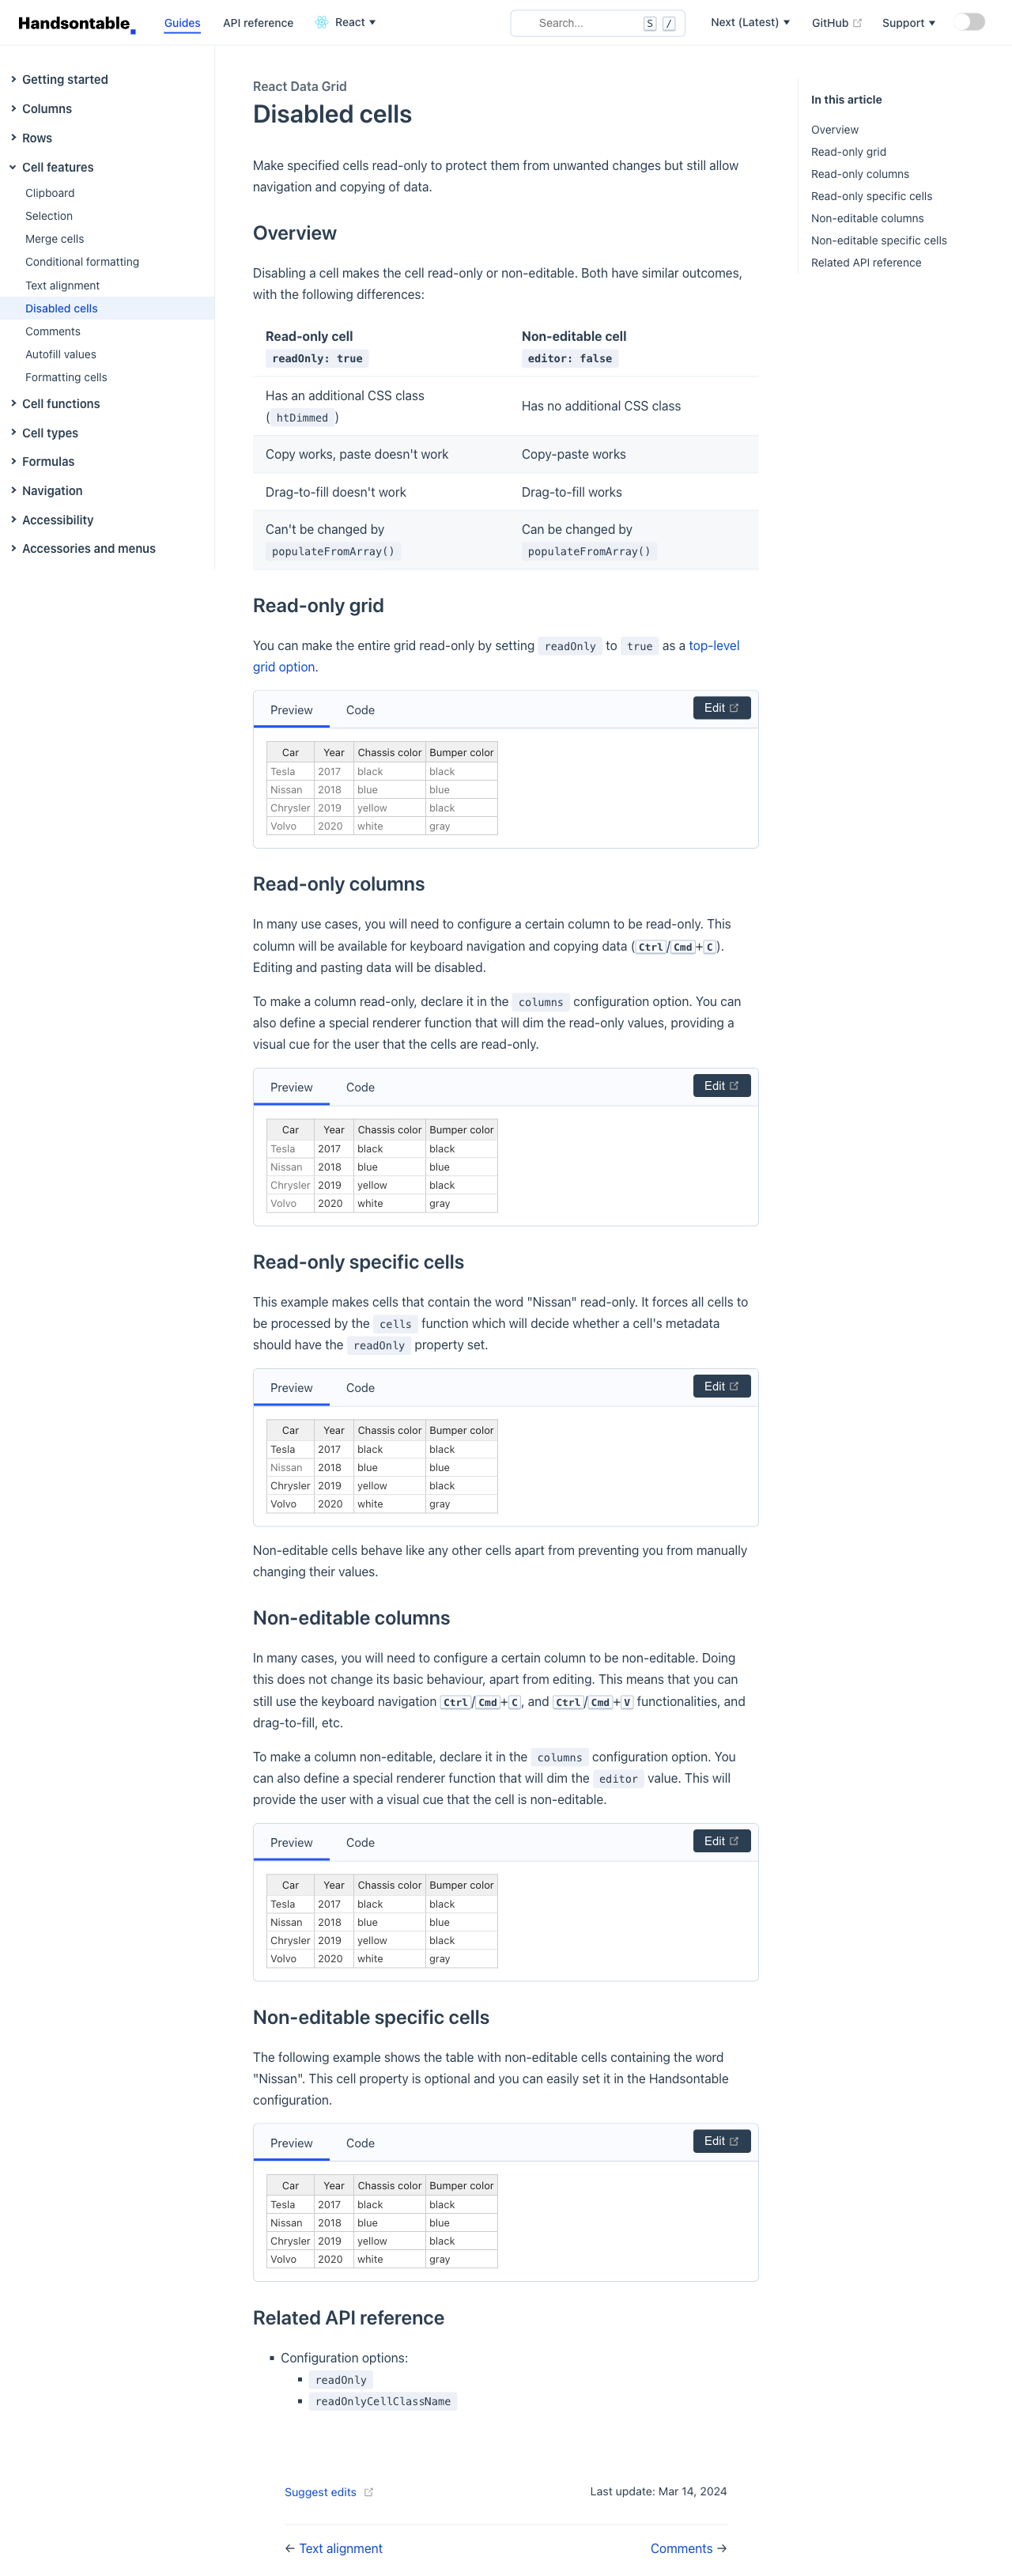 Handsontable
Guides
API reference
React
Search...
S
/
Next (Latest)
GitHub
Support
Getting started
Columns
Rows
Cell features
Clipboard
Selection
Merge cells
Conditional formatting
Text alignment
Disabled cells
Comments
Autofill values
Formatting cells
Cell functions
Cell types
Formulas
Navigation
Accessibility
Accessories and menus
React Data Grid
Disabled cells
Make specified cells read-only to protect them from unwanted changes but still allow
navigation and copying of data.
Overview
Disabling a cell makes the cell read-only or non-editable. Both have similar outcomes,
with the following differences:
Read-only cell
readOnly: true
Non-editable cell
editor: false
Has an additional CSS class
( htDimmed )
Has no additional CSS class
Copy works, paste doesn't work
Copy-paste works
Drag-to-fill doesn't work
Drag-to-fill works
Can't be changed by
populateFromArray()
Can be changed by
populateFromArray()
Read-only grid
You can make the entire grid read-only by setting readOnly to true as a top-level
grid option.
Preview Code Edit
Car Year Chassis color Bumper color
Tesla 2017 black black
Nissan 2018 blue blue
Chrysler 2019 yellow black
Volvo 2020 white gray
Read-only columns
In many use cases, you will need to configure a certain column to be read-only. This
column will be available for keyboard navigation and copying data (Ctrl/Cmd+C).
Editing and pasting data will be disabled.
To make a column read-only, declare it in the columns configuration option. You can
also define a special renderer function that will dim the read-only values, providing a
visual cue for the user that the cells are read-only.
Preview Code Edit
Car Year Chassis color Bumper color
Tesla 2017 black black
Nissan 2018 blue blue
Chrysler 2019 yellow black
Volvo 2020 white gray
Read-only specific cells
This example makes cells that contain the word "Nissan" read-only. It forces all cells to
be processed by the cells function which will decide whether a cell's metadata
should have the readOnly property set.
Preview Code Edit
Car Year Chassis color Bumper color
Tesla 2017 black black
Nissan 2018 blue blue
Chrysler 2019 yellow black
Volvo 2020 white gray
Non-editable cells behave like any other cells apart from preventing you from manually
changing their values.
Non-editable columns
In many cases, you will need to configure a certain column to be non-editable. Doing
this does not change its basic behaviour, apart from editing. This means that you can
still use the keyboard navigation Ctrl/Cmd+C, and Ctrl/Cmd+V functionalities, and
drag-to-fill, etc.
To make a column non-editable, declare it in the columns configuration option. You
can also define a special renderer function that will dim the editor value. This will
provide the user with a visual cue that the cell is non-editable.
Preview Code Edit
Car Year Chassis color Bumper color
Tesla 2017 black black
Nissan 2018 blue blue
Chrysler 2019 yellow black
Volvo 2020 white gray
Non-editable specific cells
The following example shows the table with non-editable cells containing the word
"Nissan". This cell property is optional and you can easily set it in the Handsontable
configuration.
Preview Code Edit
Car Year Chassis color Bumper color
Tesla 2017 black black
Nissan 2018 blue blue
Chrysler 2019 yellow black
Volvo 2020 white gray
Related API reference
Configuration options:
readOnly
readOnlyCellClassName
Suggest edits
Last update: Mar 14, 2024
← Text alignment
Comments →
In this article
Overview
Read-only grid
Read-only columns
Read-only specific cells
Non-editable columns
Non-editable specific cells
Related API reference